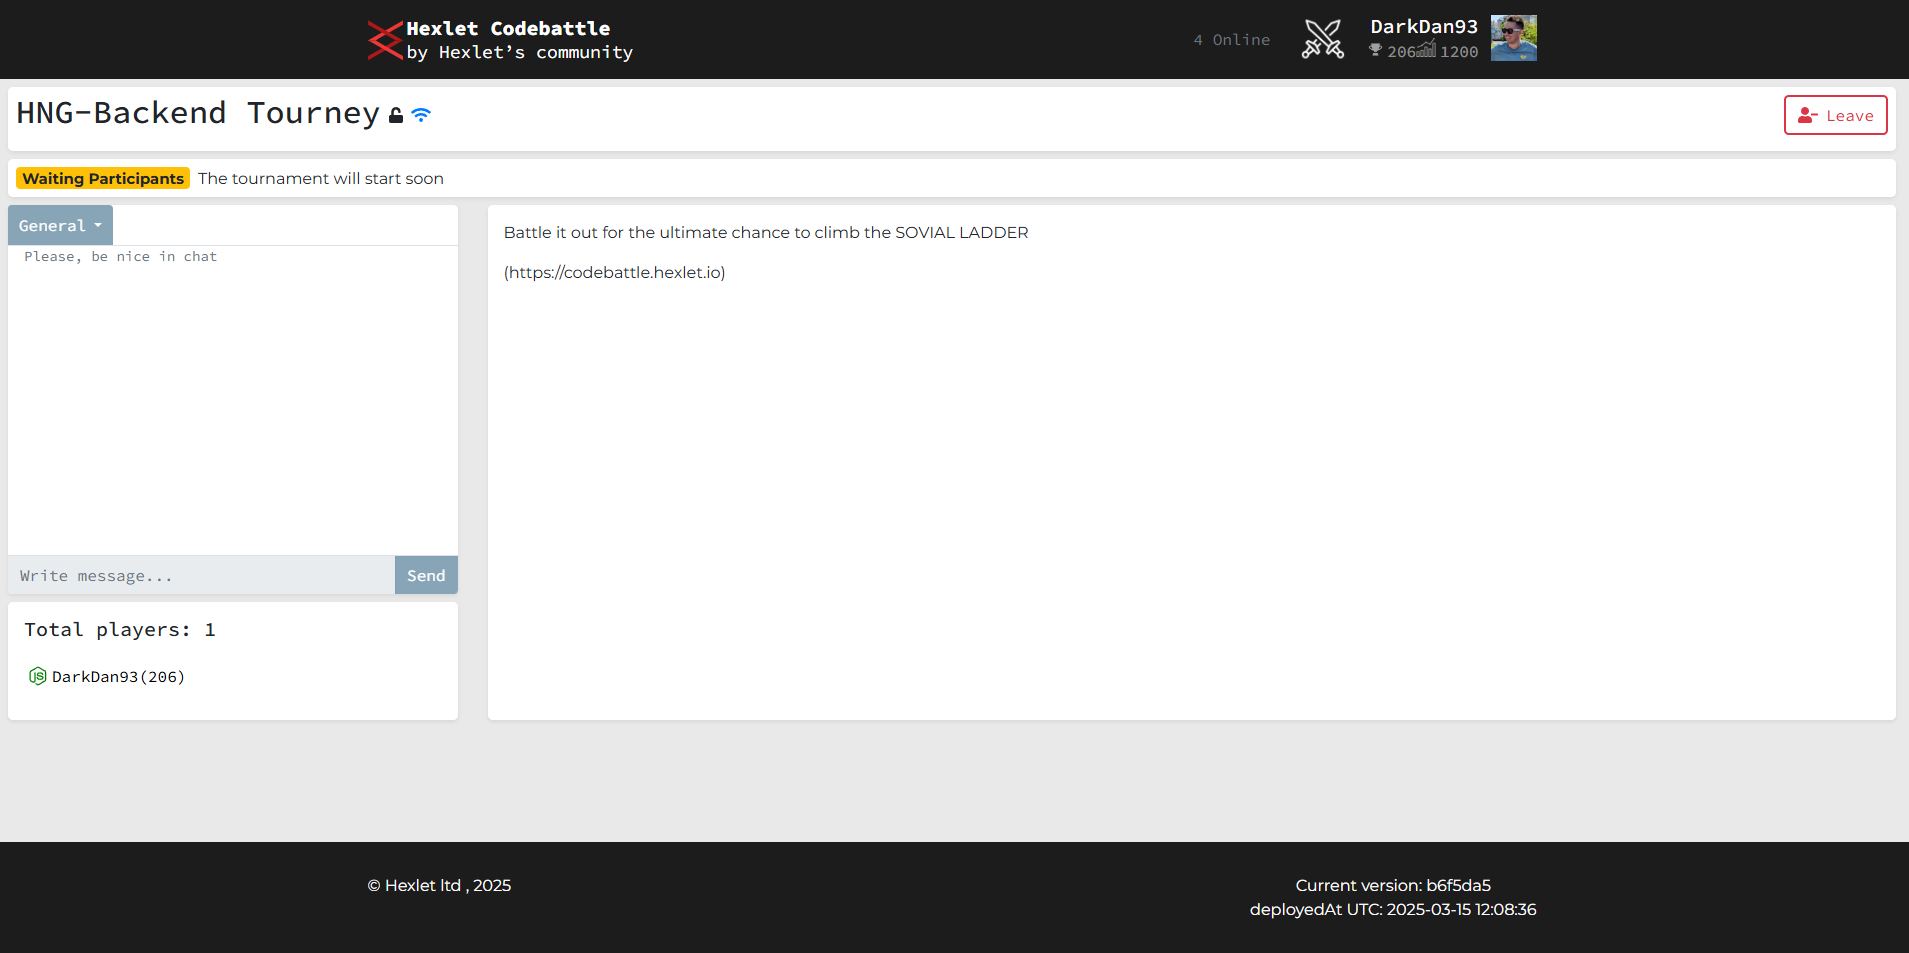 Hexlet Codebattle
by Hexlet’s community
4 Online
DarkDan93
206 1200
HNG-Backend Tourney
Leave
Waiting Participants The tournament will start soon
General
Please, be nice in chat
Battle it out for the ultimate chance to climb the SOVIAL LADDER
(https://codebattle.hexlet.io)
Write message...
Send
Total players: 1
JS DarkDan93(206)
© Hexlet ltd , 2025
Current version: b6f5da5
deployedAt UTC: 2025-03-15 12:08:36